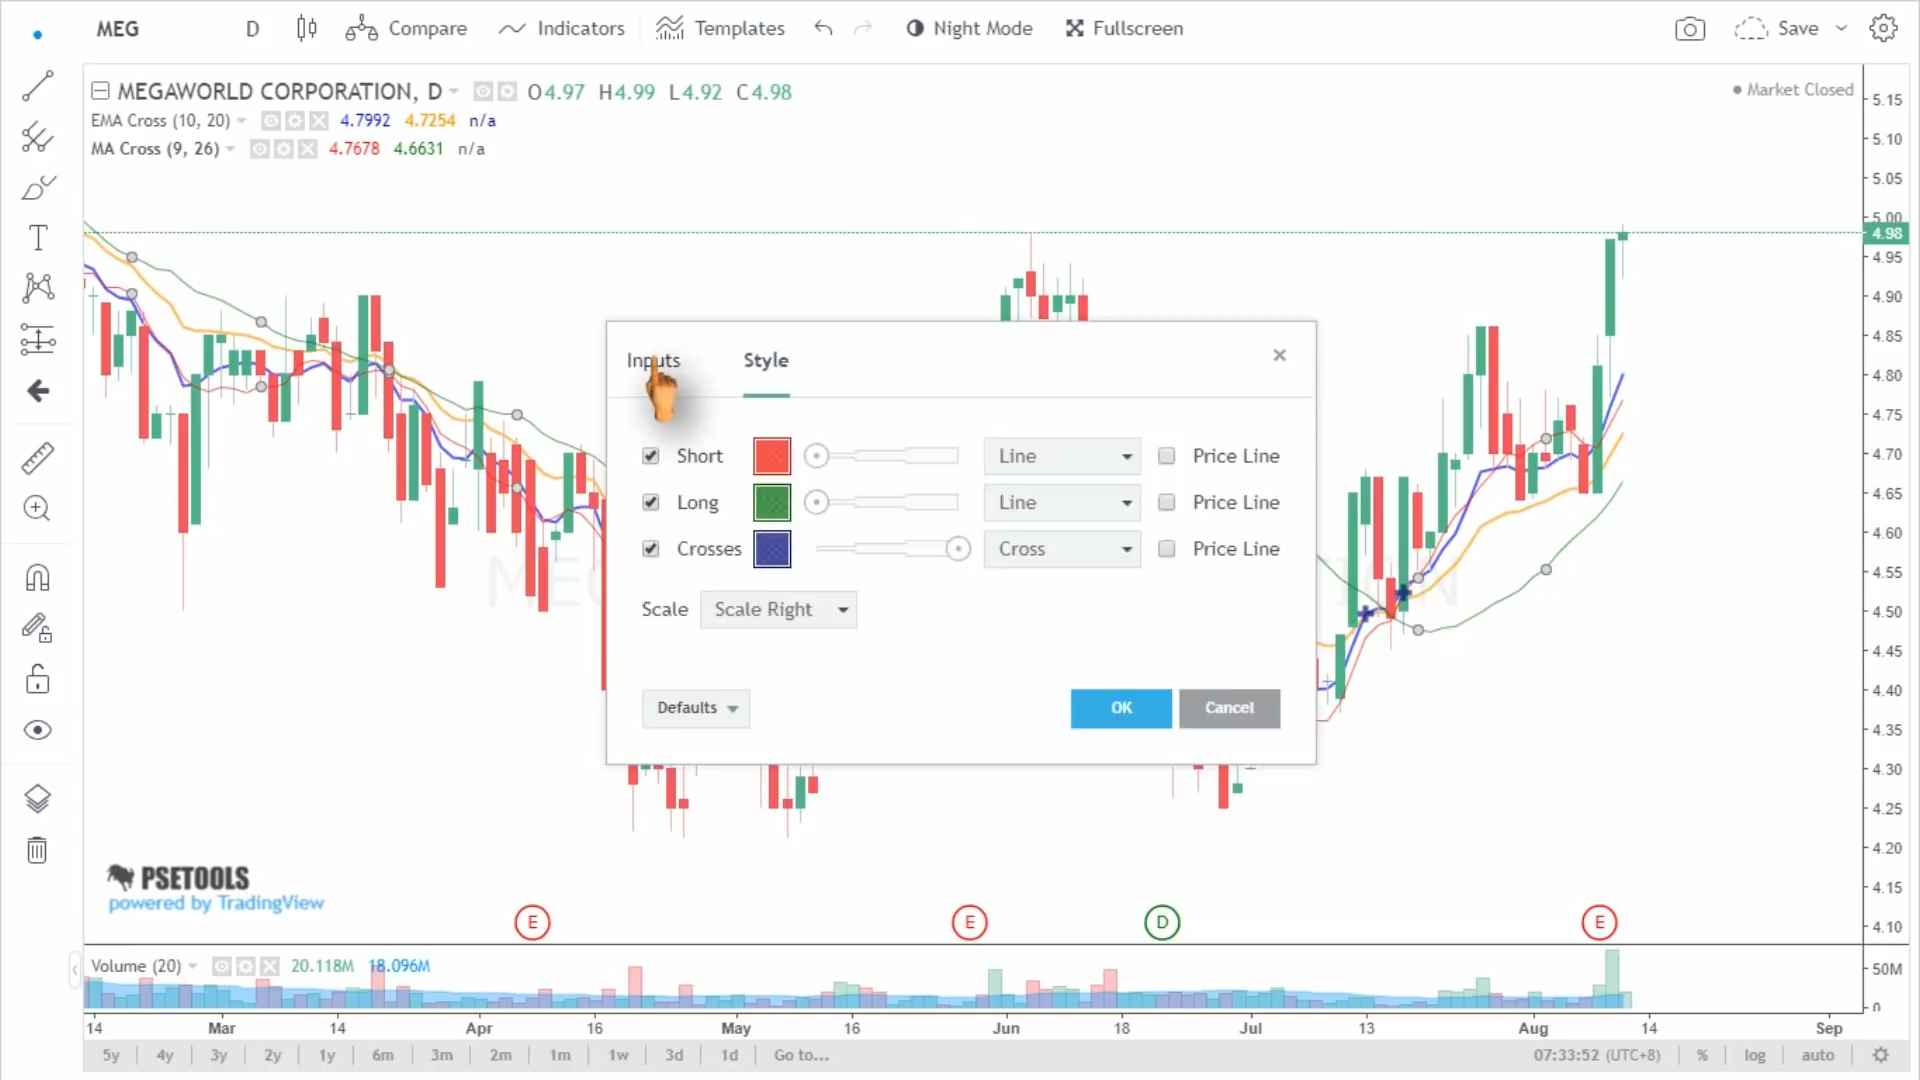 MEG D Compare Indicators Templates Night Mode Fullscreen Save
MEGAWORLD CORPORATION, D O4.97 H4.99 L4.92 C4.98
Market Closed
EMA Cross (10, 20) 4.7992 4.7254 n/a
MA Cross (9, 26) 4.7678 4.6631 n/a
5.15
5.10
5.05
5.00
4.98
4.95
4.90
4.85
4.80
4.75
4.70
4.65
4.60
4.55
4.50
4.45
4.40
4.35
4.30
4.25
4.20
4.15
4.10
Inputs Style
Short Line Price Line
Long Line Price Line
Crosses Cross Price Line
Scale Scale Right
Defaults OK Cancel
PSETOOLS
powered by TradingView
E E D E
Volume (20) 20.118M 18.096M
50M
0
14 Mar 14 Apr 16 May 16 Jun 18 Jul 13 Aug 14 Sep
5y 4y 3y 2y 1y 6m 3m 2m 1m 1w 3d 1d Go to... 07:33:52 (UTC+8) % log auto